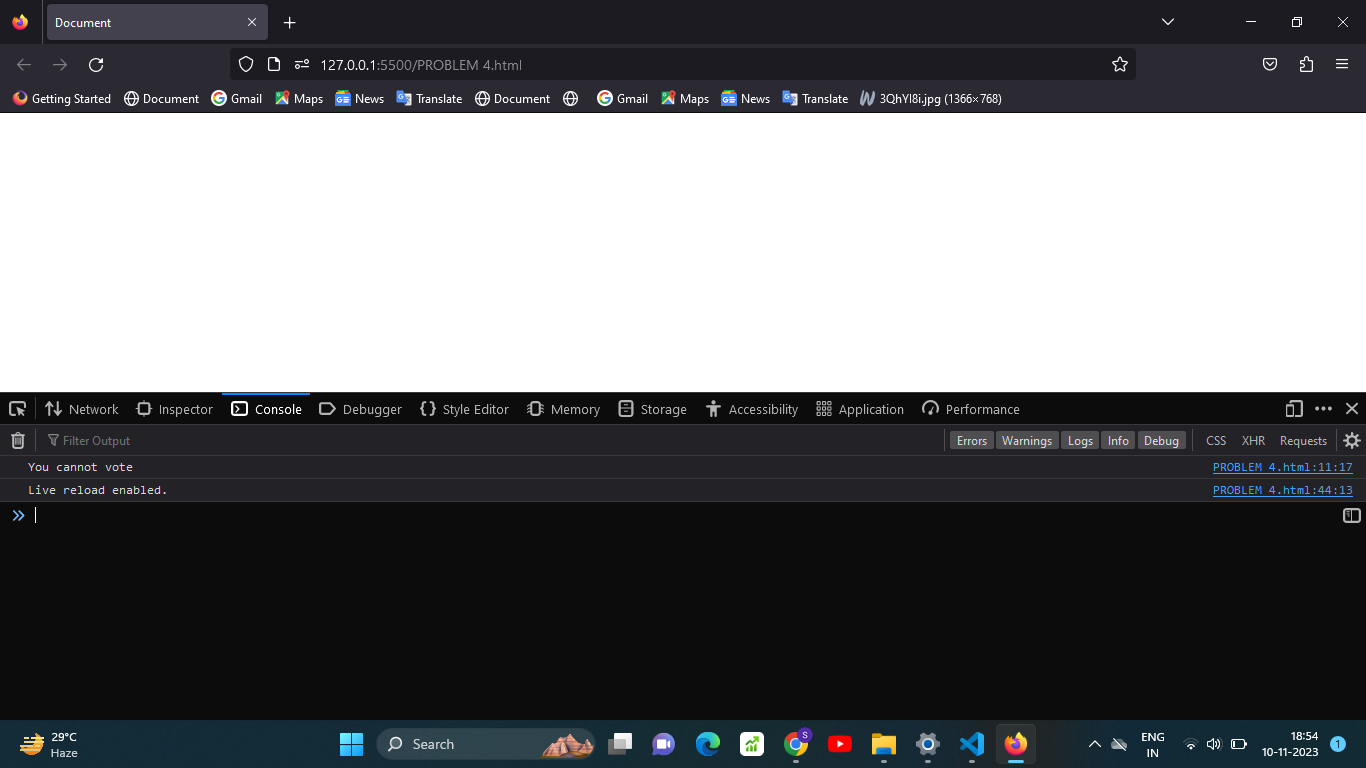 Document
127.0.0.1:5500/PROBLEM 4.html
Getting Started Document Gmail Maps News Translate Document Gmail Maps News Translate 3QhYI8i.jpg (1366×768)
Network Inspector Console Debugger Style Editor Memory Storage Accessibility Application Performance
Filter Output Errors Warnings Logs Info Debug CSS XHR Requests
You cannot vote PROBLEM 4.html:11:17
Live reload enabled. PROBLEM 4.html:44:13
29°C
Haze
Search
S
ENG
IN
18:54
10-11-2023
1